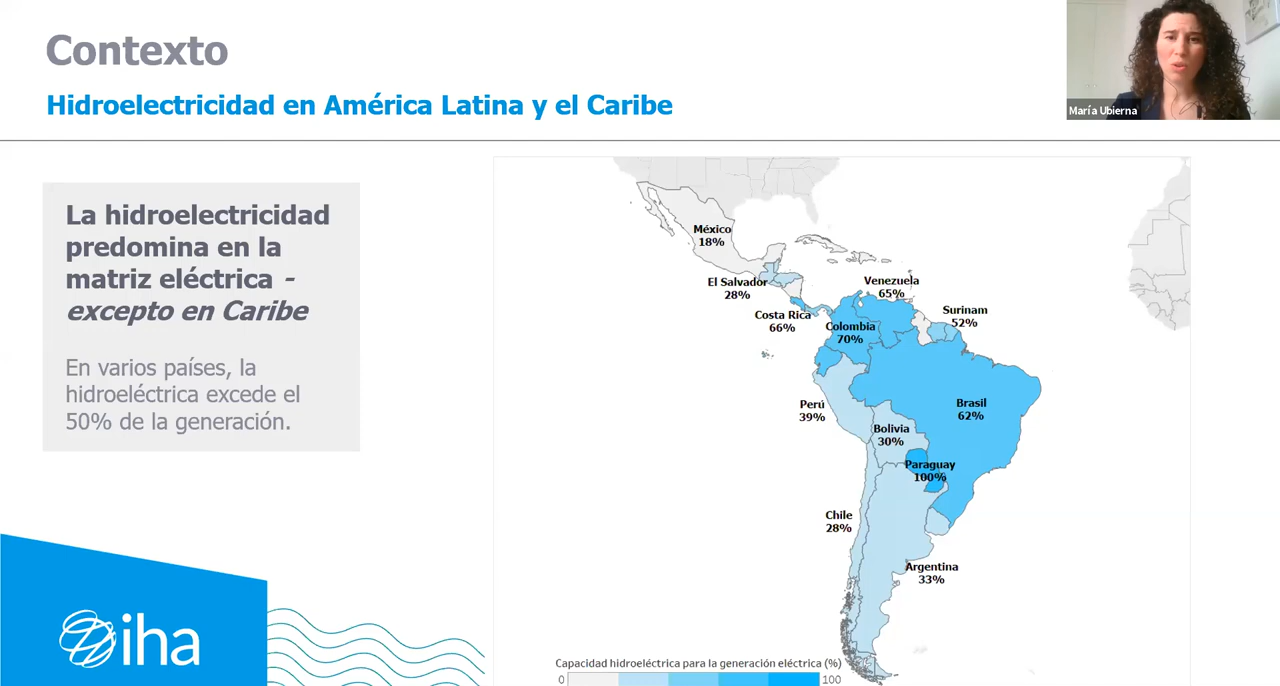 Contexto
Hidroelectricidad en América Latina y el Caribe
María Ubierna
La hidroelectricidad
predomina en la
matriz eléctrica -
excepto en Caribe
En varios países, la
hidroeléctrica excede el
50% de la generación.
México
18%
El Salvador
28%
Costa Rica
66%
Venezuela
65%
Colombia
70%
Surinam
52%
Perú
39%
Brasil
62%
Bolivia
30%
Paraguay
100%
Chile
28%
Argentina
33%
Capacidad hidroeléctrica para la generación eléctrica (%)
0
100
iha